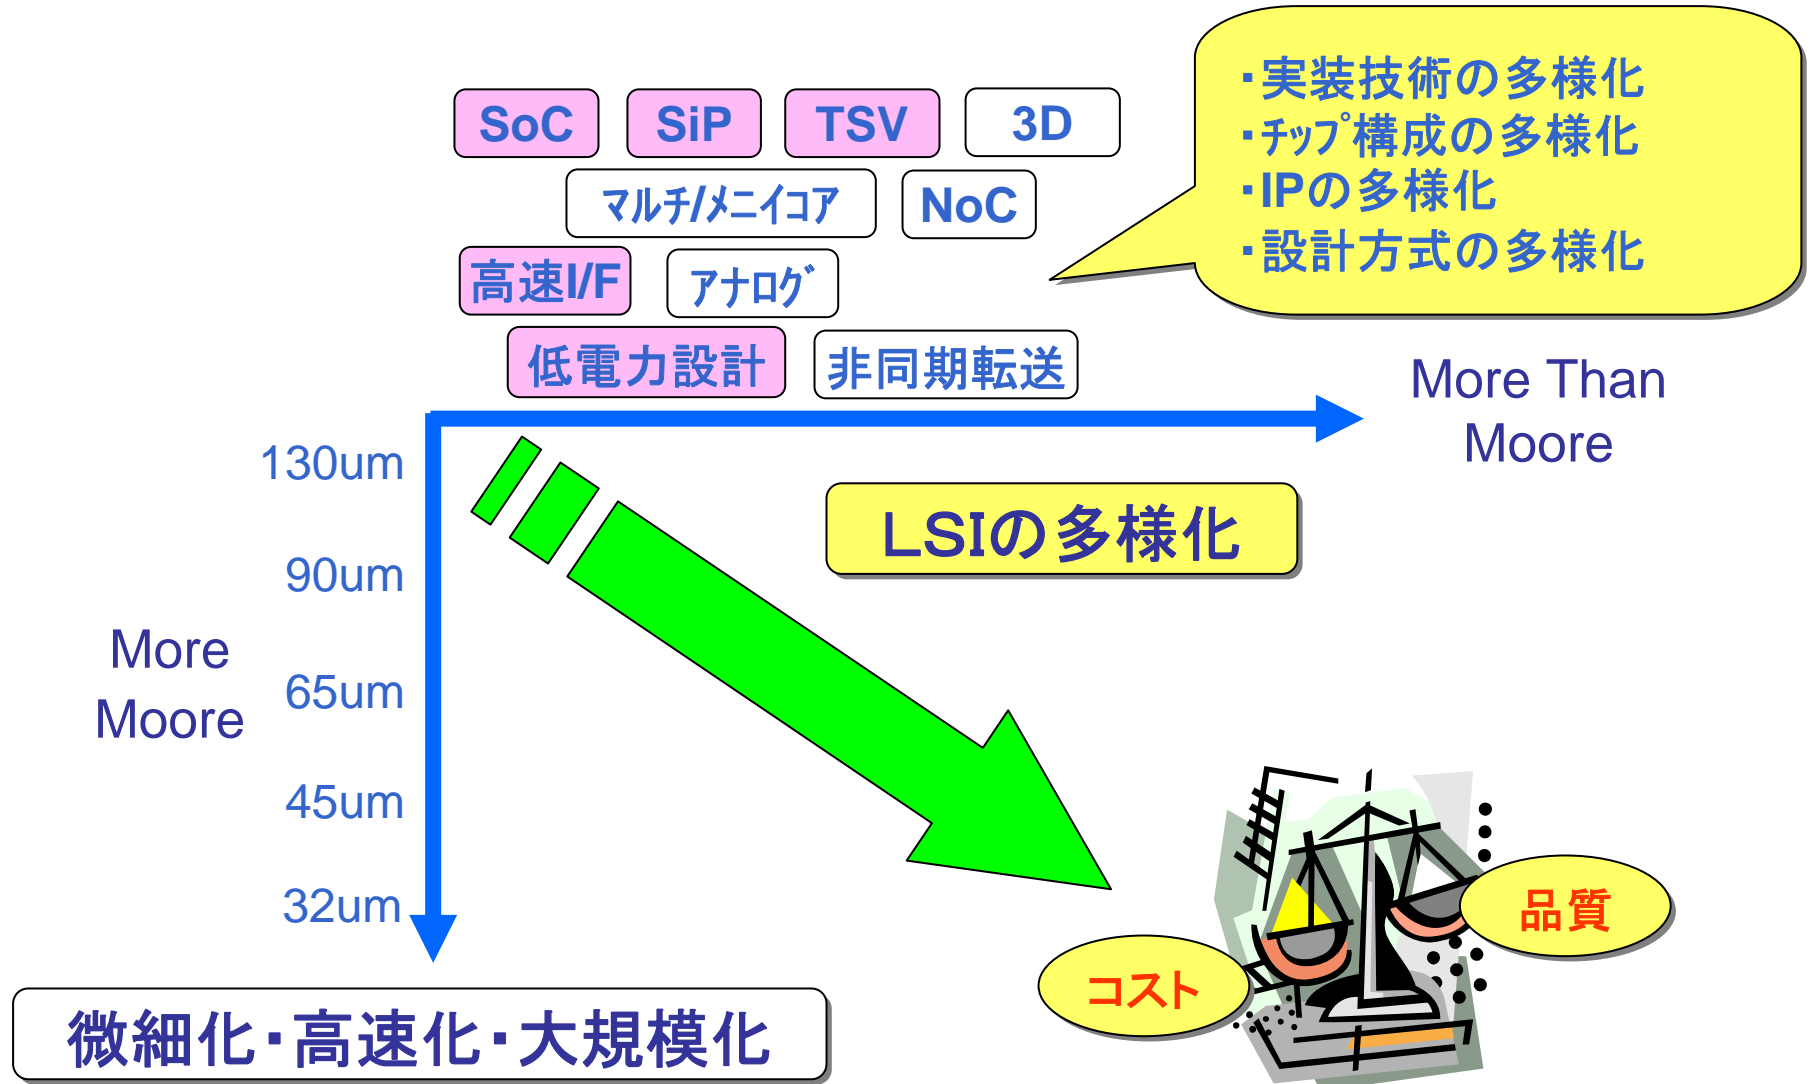 ・実装技術の多様化
・ﾁｯﾌﾟ構成の多様化
・IPの多様化
・設計方式の多様化
SoC
SiP
TSV
3D
ﾏﾙﾁ/ﾒﾆｲｺｱ
NoC
高速I/F
ｱﾅﾛｸﾞ
低電力設計
非同期転送
More Than
Moore
130um
90um
65um
45um
32um
More
Moore
ＬSIの多様化
品質
コスト
微細化・高速化・大規模化